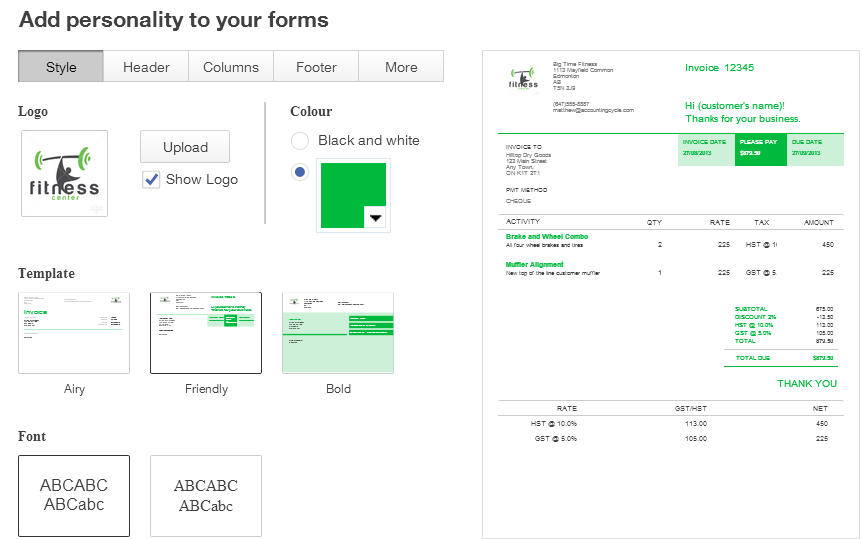 Add personality to your forms
Style Header Columns Footer More
Logo
fitness
center
Upload
Show Logo
Colour
Black and white
Template
Invoice
Airy Friendly Bold
Font
ABCABC
ABCabc
ABCABC
ABCabc
fitness
center
Big Time Fitness
1113 Mayfield Common
Edmonton
AB
T5N 2J9
(647)555-5557
matthew@accountingcycle.com
Invoice 12345
Hi (customer's name)!
Thanks for your business.
INVOICE TO
Hilltop Dry Goods
123 Main Street
Any Town,
ON K1T 2T1
INVOICE DATE PLEASE PAY DUE DATE
27/08/2013 $879.50 27/09/2013
PMT METHOD
CHEQUE
ACTIVITY QTY RATE TAX AMOUNT
Brake and Wheel Combo
All four wheel brakes and tires 2 225 HST @ 1 450
Muffler Alignment
New top of the line customer muffler 1 225 GST @ 5. 225
SUBTOTAL 675.00
DISCOUNT 2% -13.50
HST @ 10.0% 113.00
GST @ 5.0% 105.00
TOTAL 879.50
TOTAL DUE $879.50
THANK YOU
RATE GST/HST NET
HST @ 10.0% 113.00 450
GST @ 5.0% 105.00 225